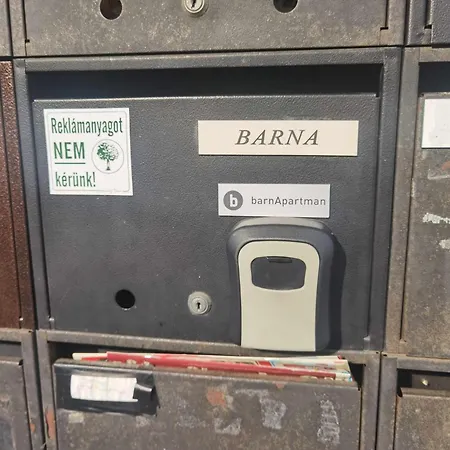 Reklámanyagot
NEM
kérünk!
BARNA
b barnApartman